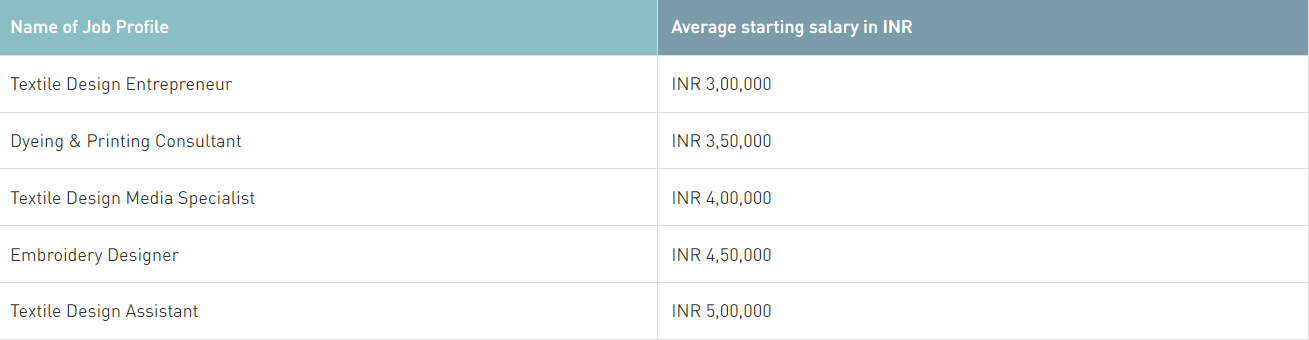 Name of Job Profile Average starting salary in INR
Textile Design Entrepreneur INR 3,00,000
Dyeing & Printing Consultant INR 3,50,000
Textile Design Media Specialist INR 4,00,000
Embroidery Designer INR 4,50,000
Textile Design Assistant INR 5,00,000